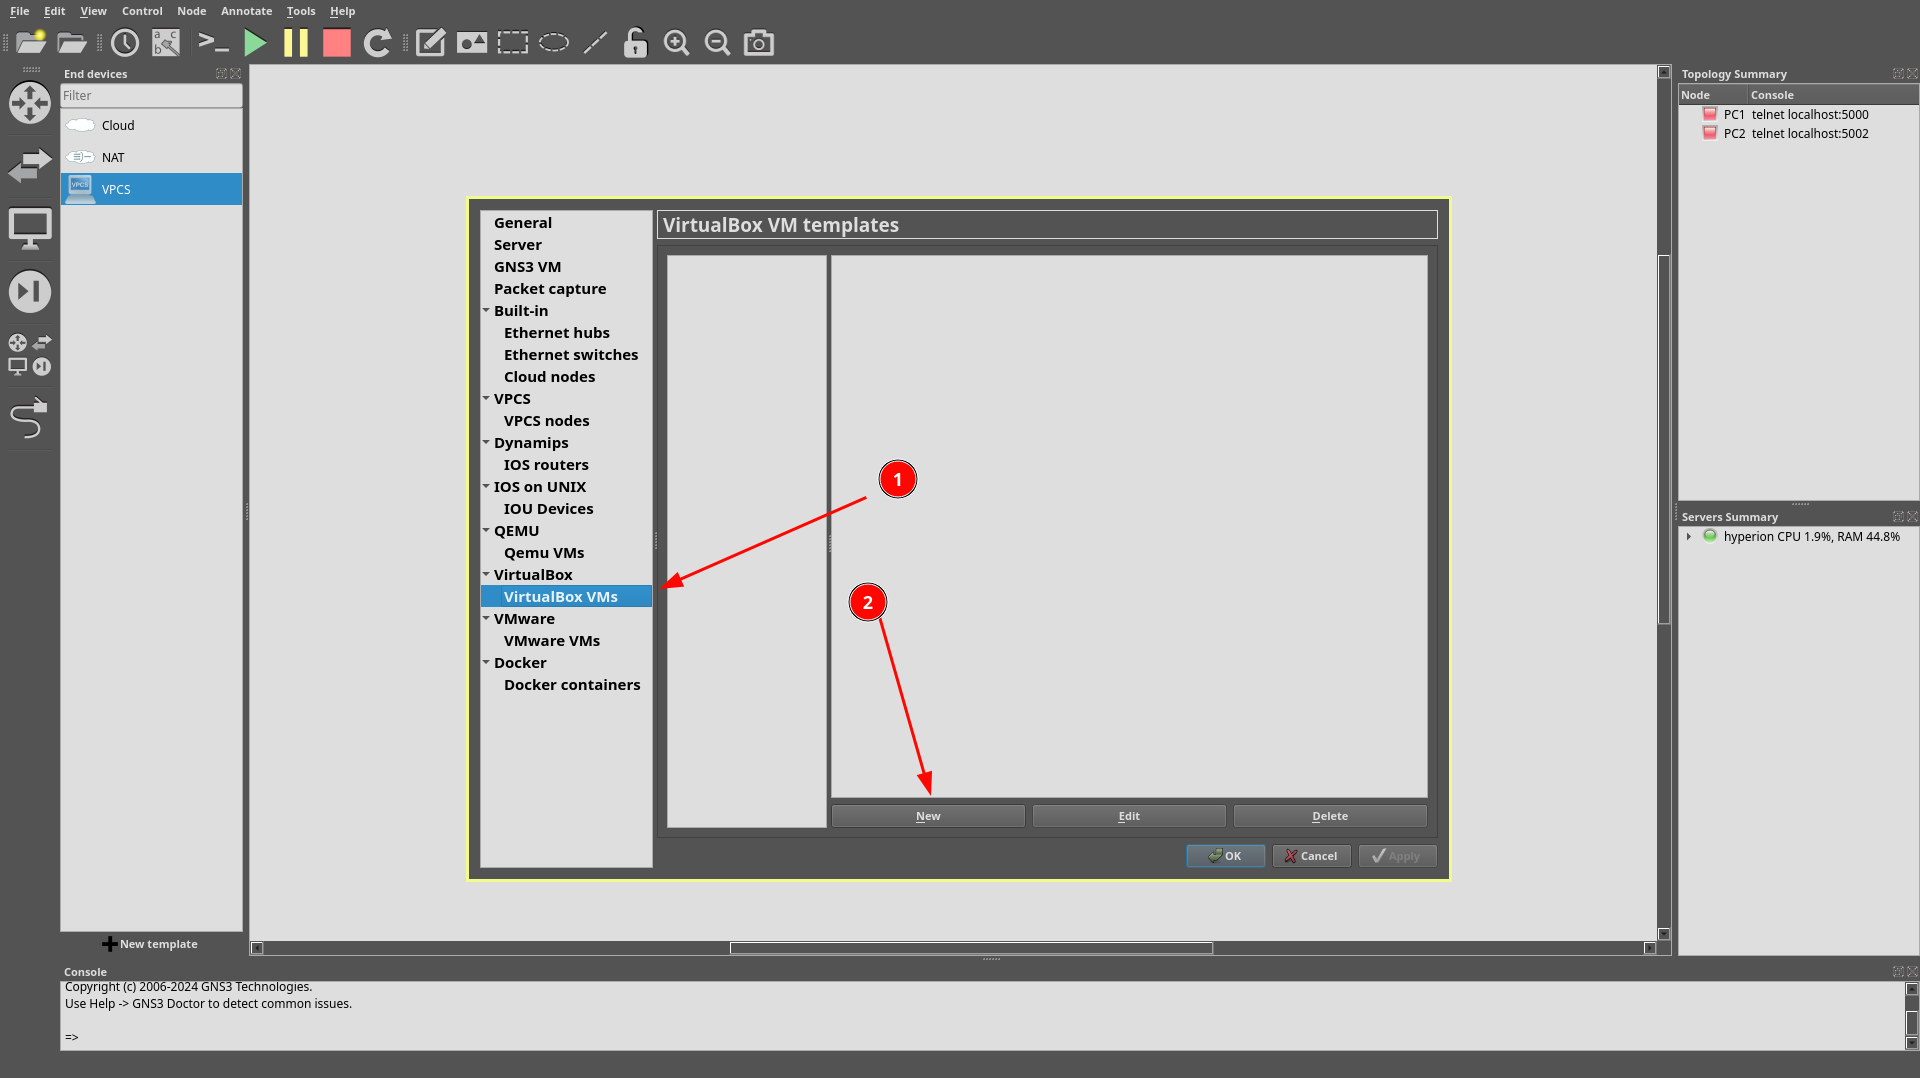 File Edit View Control Node Annotate Tools Help
End devices
Filter
Cloud
NAT
VPCS
VPCS
New template
General
Server
GNS3 VM
Packet capture
Built-in
Ethernet hubs
Ethernet switches
Cloud nodes
VPCS
VPCS nodes
Dynamips
IOS routers
IOS on UNIX
IOU Devices
QEMU
Qemu VMs
VirtualBox
VirtualBox VMs
VMware
VMware VMs
Docker
Docker containers
VirtualBox VM templates
1
2
New Edit Delete
OK Cancel Apply
Topology Summary
Node Console
PC1 telnet localhost:5000
PC2 telnet localhost:5002
Servers Summary
hyperion CPU 1.9%, RAM 44.8%
Console
Copyright (c) 2006-2024 GNS3 Technologies.
Use Help -> GNS3 Doctor to detect common issues.
=>